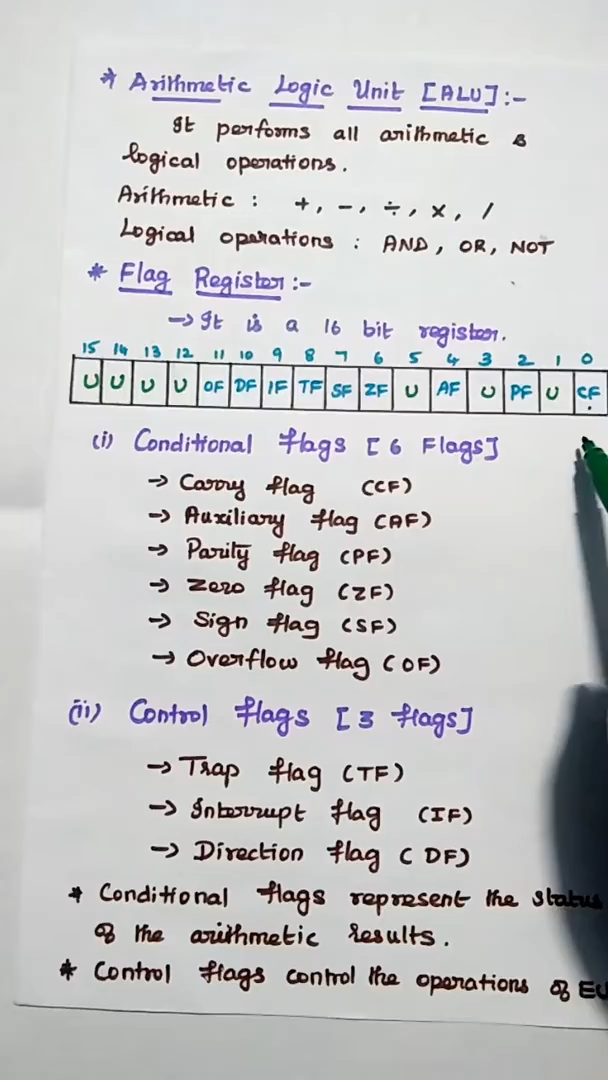 * Arithmetic Logic Unit [ALU]:-
It performs all arithmetic &
logical operations.
Arithmetic : +, -, ÷, ×, /
Logical operations : AND, OR, NOT
* Flag Register:-
→ It is a 16 bit register.
15 14 13 12 11 10 9 8 7 6 5 4 3 2 1 0
U U U U OF DF IF TF SF ZF U AF U PF U CF
(i) Conditional flags [6 Flags]
→ Carry flag (CF)
→ Auxiliary flag (AF)
→ Parity flag (PF)
→ Zero flag (ZF)
→ Sign flag (SF)
→ Overflow flag (OF)
(ii) Control flags [3 flags]
→ Trap flag (TF)
→ Interrupt flag (IF)
→ Direction flag (DF)
* Conditional flags represent the status
of the arithmetic results.
* Control flags control the operations of EU